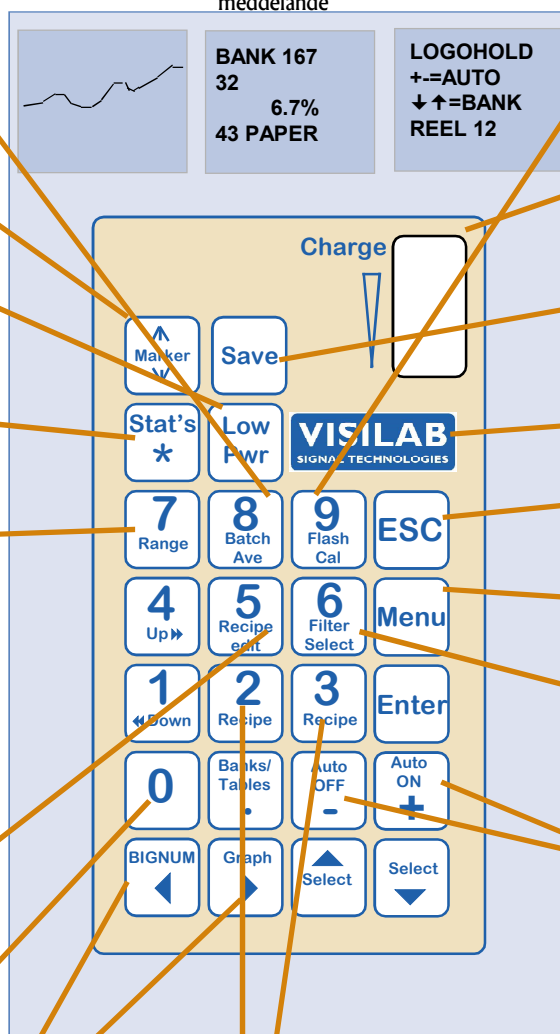 meddelande
BANK 167
32
6.7%
43 PAPER
LOGOHOLD
+-=AUTO
↓↑=BANK
REEL 12
Charge
Marker
Save
Stat's
*
Low
Pwr
VISILAB
SIGNAL TECHNOLOGIES
7
Range
8
Batch
Ave
9
Flash
Cal
ESC
4
Up
5
Recipe
edit
6
Filter
Select
Menu
1
Down
2
Recipe
3
Recipe
Enter
0
Banks/
Tables
.
Auto
OFF
-
Auto
ON
+
BIGNUM
Graph
Select
Select